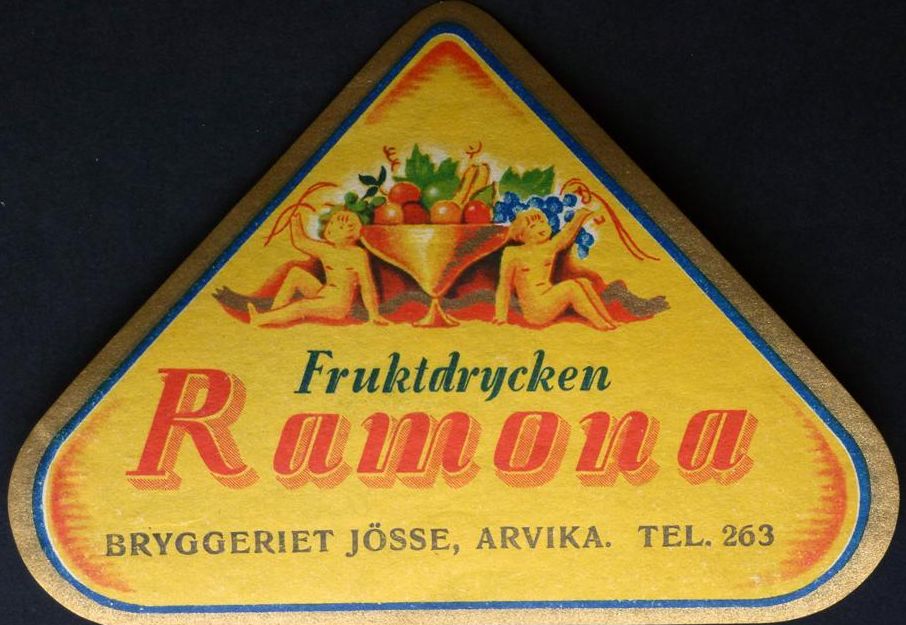 Fruktdrycken
Ramona
BRYGGERIET JÖSSE, ARVIKA. TEL. 263